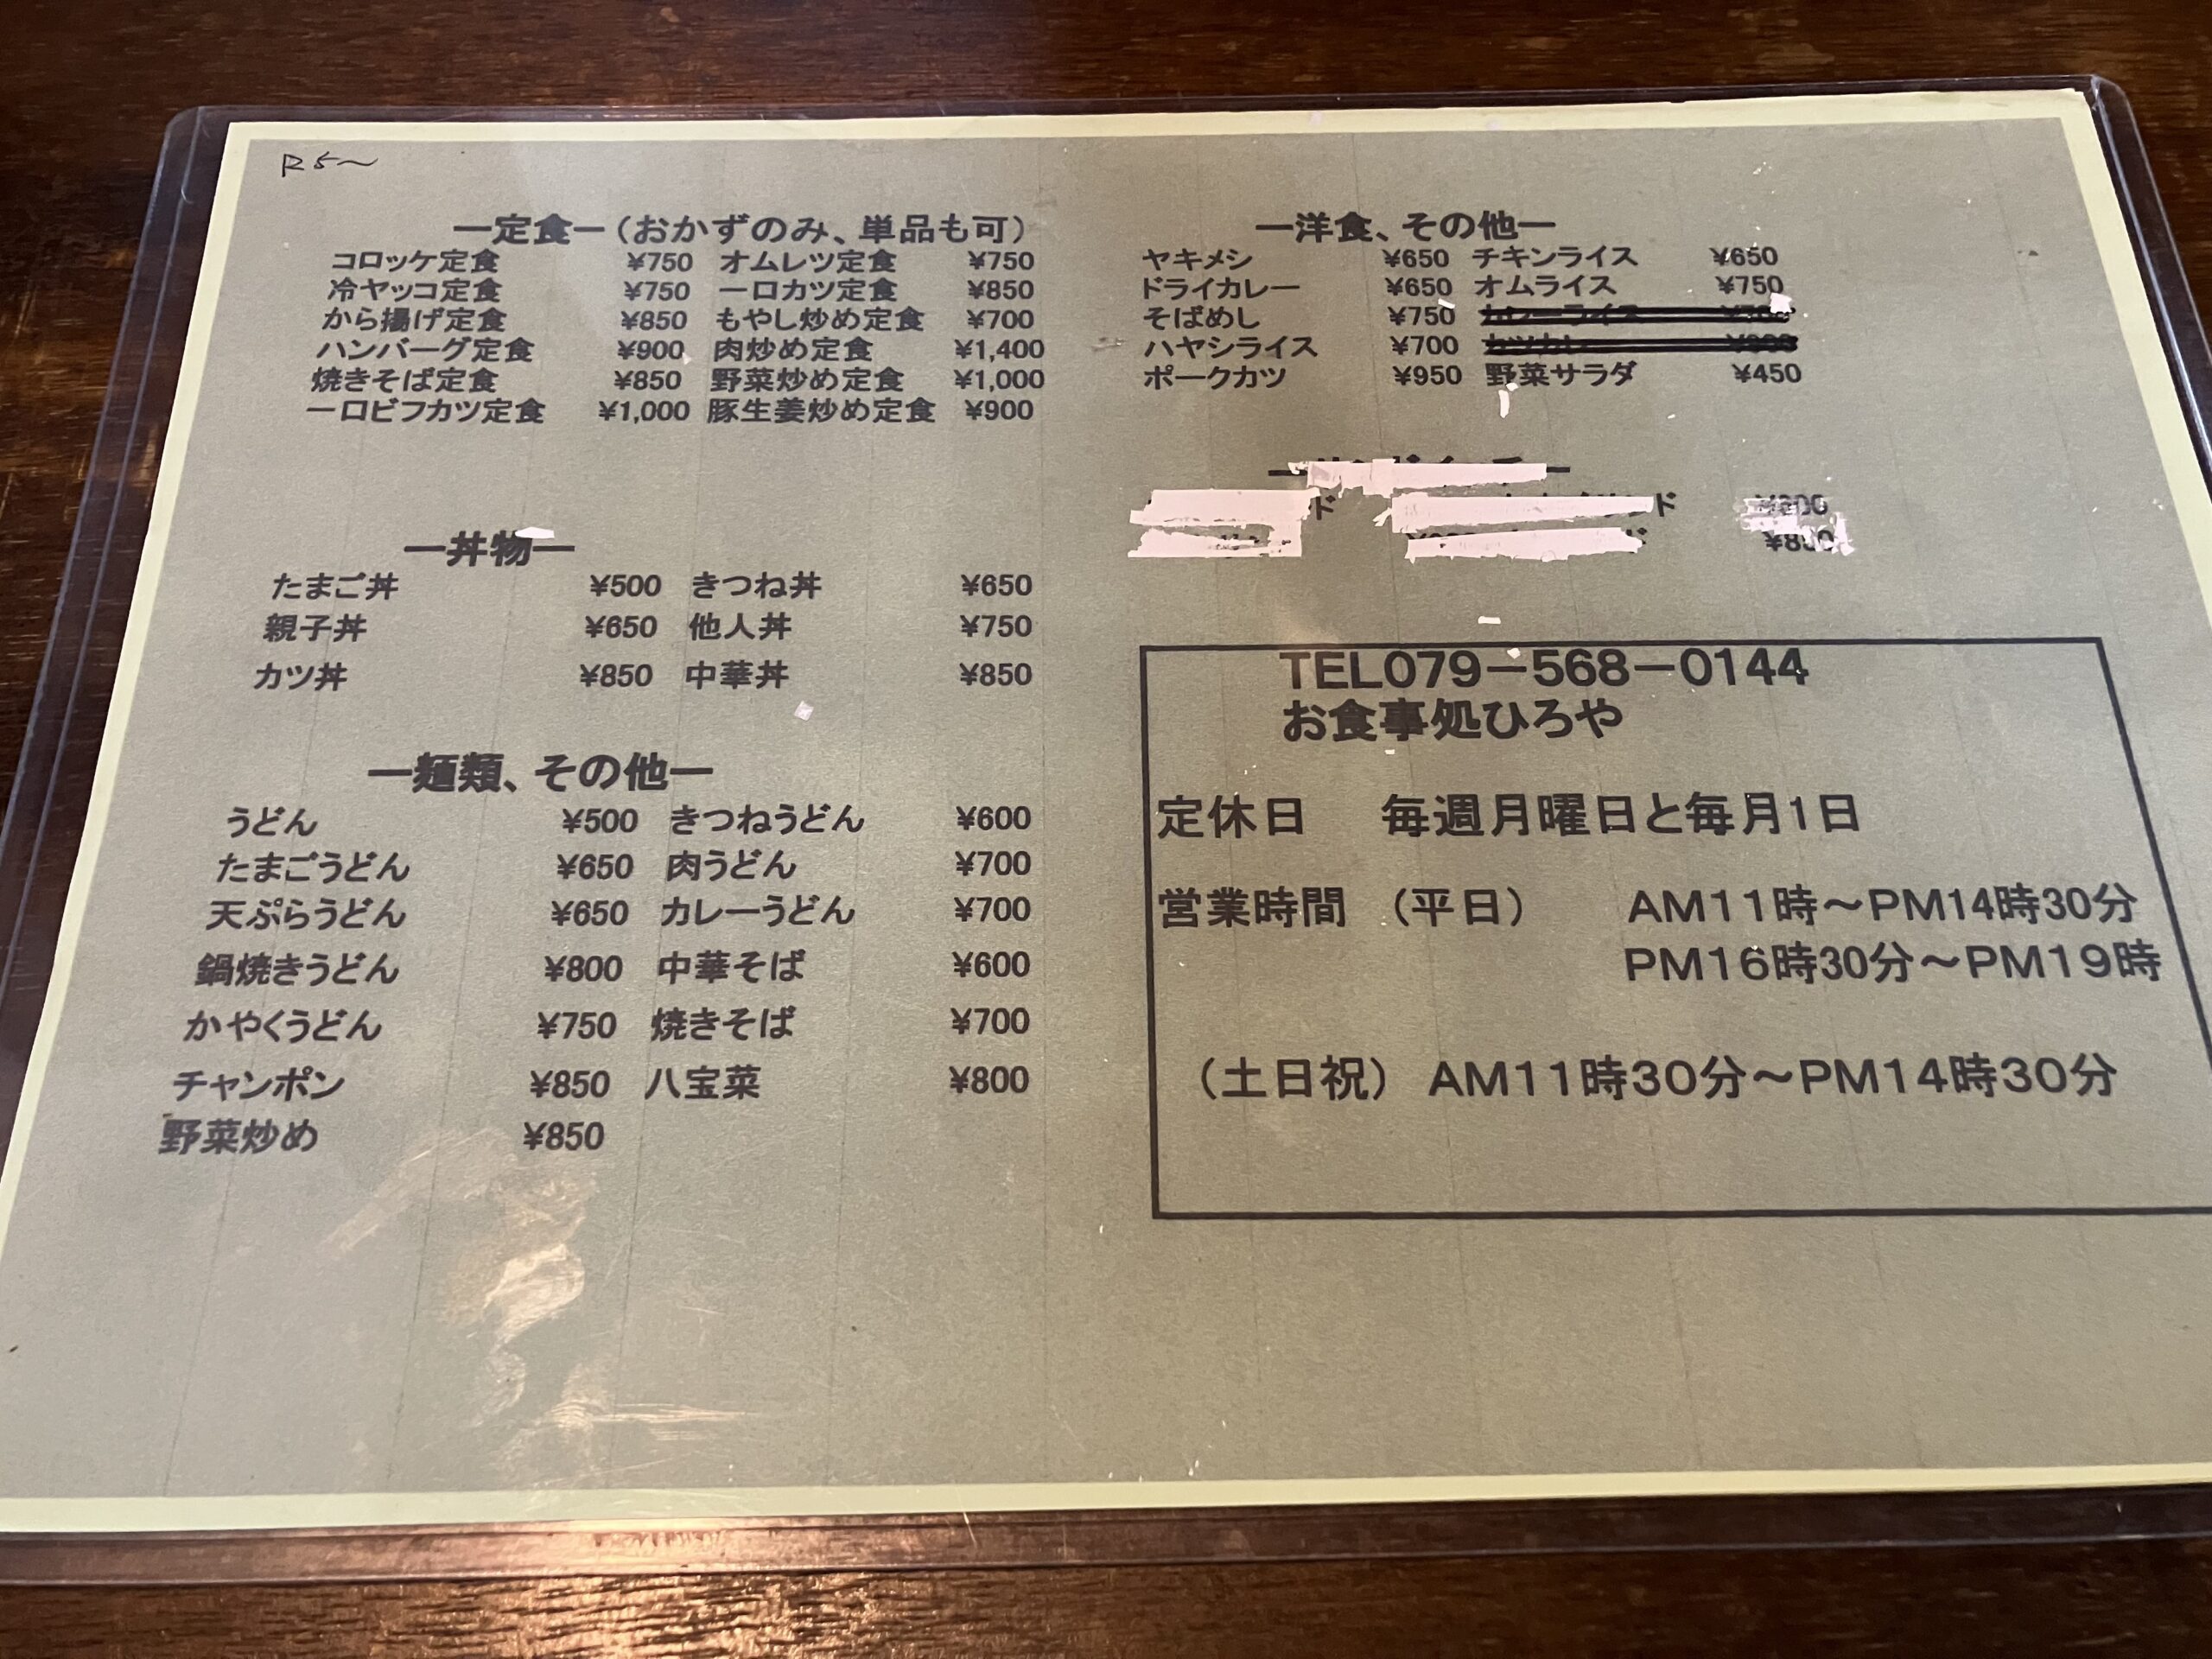 R5〜
ー定食ー（おかずのみ、単品も可）
コロッケ定食 ¥750 オムレツ定食 ¥750
冷ヤッコ定食 ¥750 一口カツ定食 ¥850
から揚げ定食 ¥850 もやし炒め定食 ¥700
ハンバーグ定食 ¥900 肉炒め定食 ¥1,400
焼きそば定食 ¥850 野菜炒め定食 ¥1,000
一口ビフカツ定食 ¥1,000 豚生姜炒め定食 ¥900
ー丼物ー
たまご丼 ¥500 きつね丼 ¥650
親子丼 ¥650 他人丼 ¥750
カツ丼 ¥850 中華丼 ¥850
ー麺類、その他ー
うどん ¥500 きつねうどん ¥600
たまごうどん ¥650 肉うどん ¥700
天ぷらうどん ¥650 カレーうどん ¥700
鍋焼きうどん ¥800 中華そば ¥600
かやくうどん ¥750 焼きそば ¥700
チャンポン ¥850 八宝菜 ¥800
野菜炒め ¥850
ー洋食、その他ー
ヤキメシ ¥650 チキンライス ¥650
ドライカレー ¥650 オムライス ¥750
そばめし ¥750 カレーライス
ハヤシライス ¥700 カツカレー
ポークカツ ¥950 野菜サラダ ¥450
TEL079−568−0144
お食事処ひろや
定休日 毎週月曜日と毎月1日
営業時間 （平日） AM11時〜PM14時30分
PM16時30分〜PM19時
（土日祝） AM11時30分〜PM14時30分